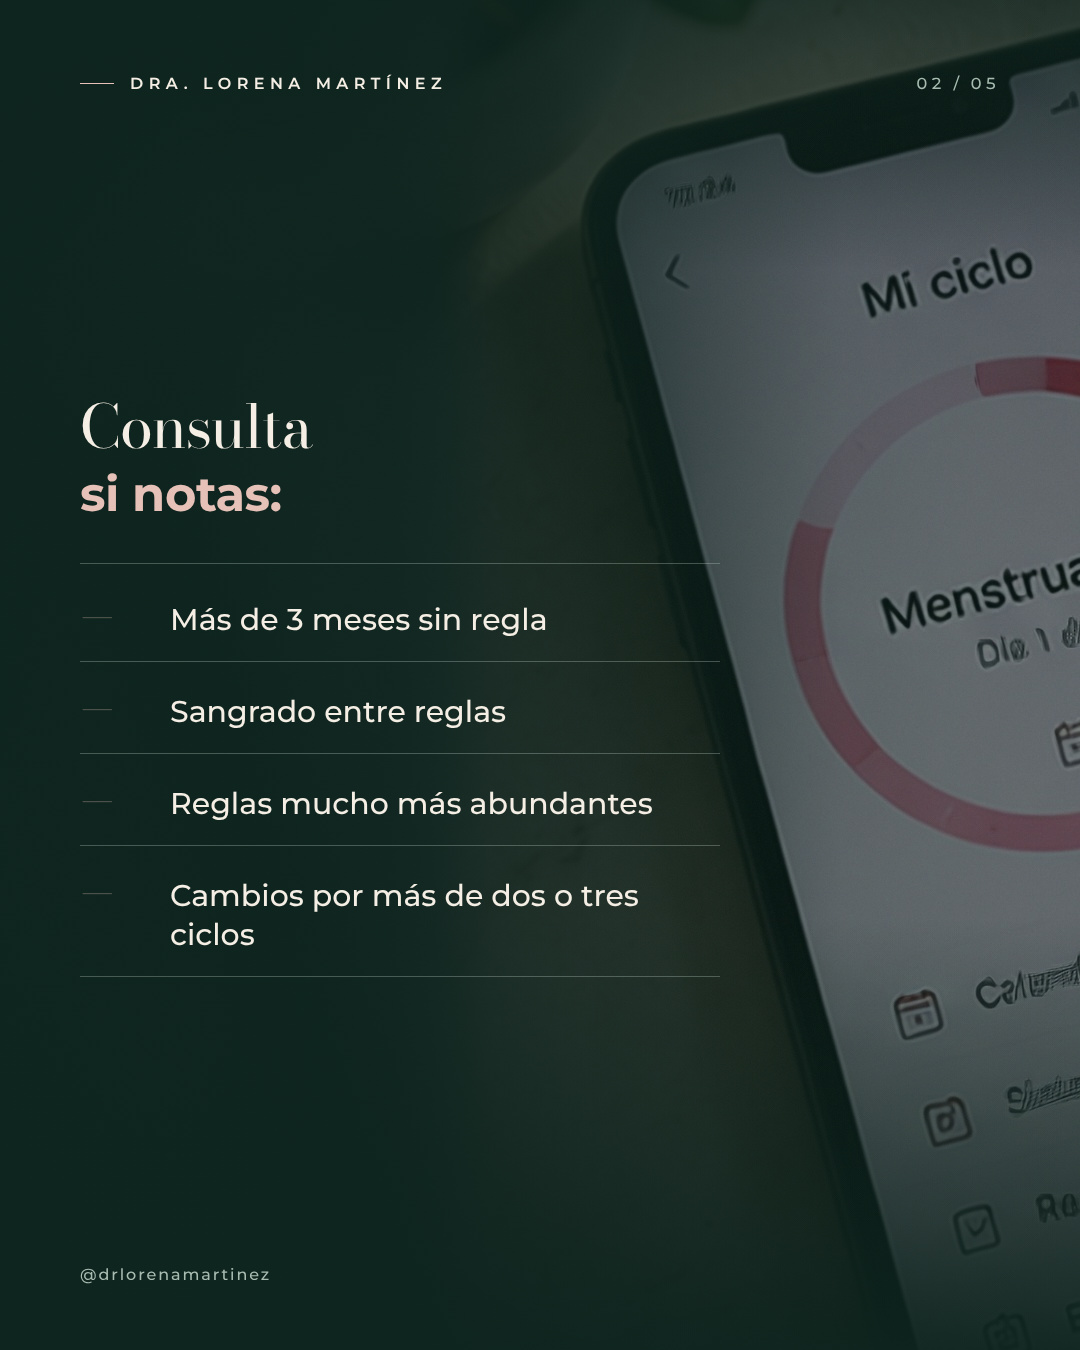 DRA. LORENA MARTÍNEZ
02 / 05
Mi ciclo
Consulta
si notas:
Más de 3 meses sin regla
Sangrado entre reglas
Reglas mucho más abundantes
Cambios por más de dos o tres
ciclos
Menstrua
@drlorenamartinez